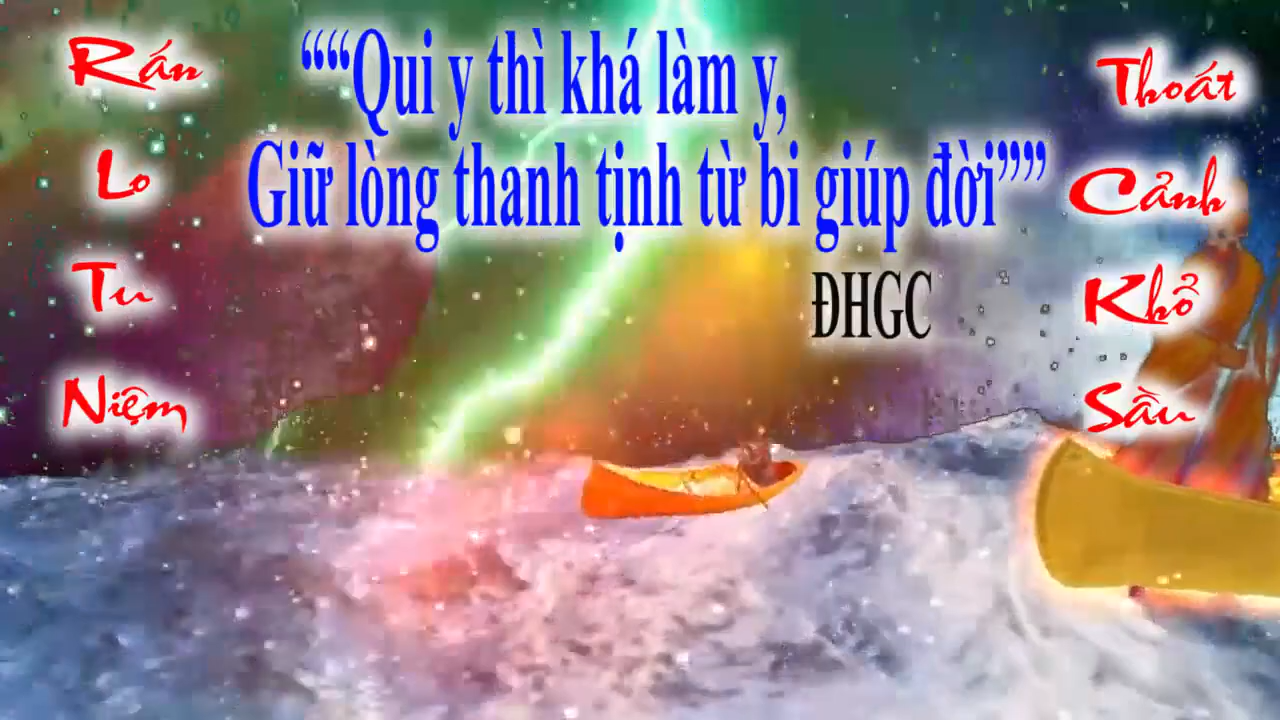 Rấn
Lo
Tu
Niệm
““Qui y thì khá làm y,
Giữ lòng thanh tịnh từ bi giúp đời””
ĐHGC
Thoát
Cảnh
Khổ
Sầu